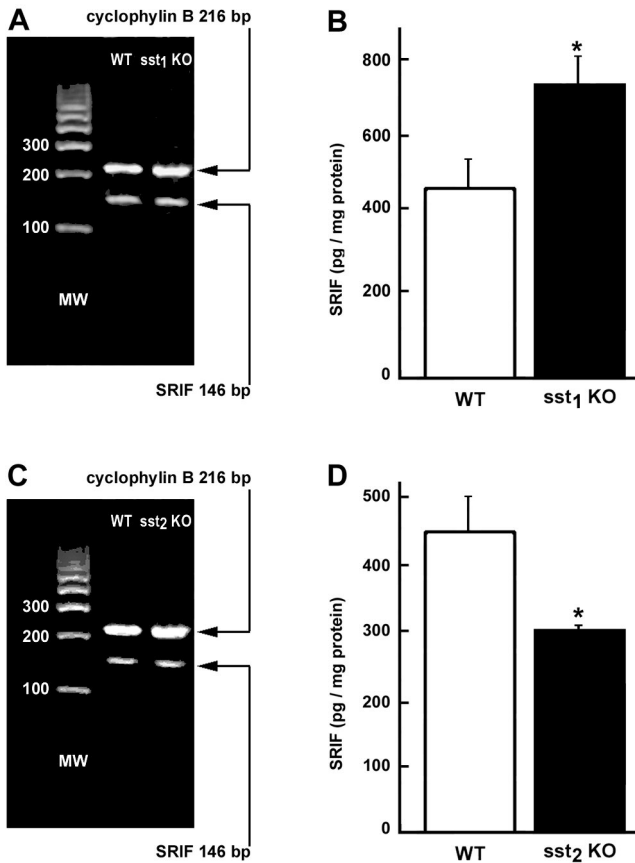 A
cyclophylin B 216 bp
WT sst1 KO
300
200
100
MW
SRIF 146 bp
B
SRIF (pg / mg protein)
800
600
400
200
0
WT
sst1 KO
*
C
cyclophylin B 216 bp
WT sst2 KO
300
200
100
MW
SRIF 146 bp
D
SRIF (pg / mg protein)
500
400
300
200
100
0
WT
sst2 KO
*